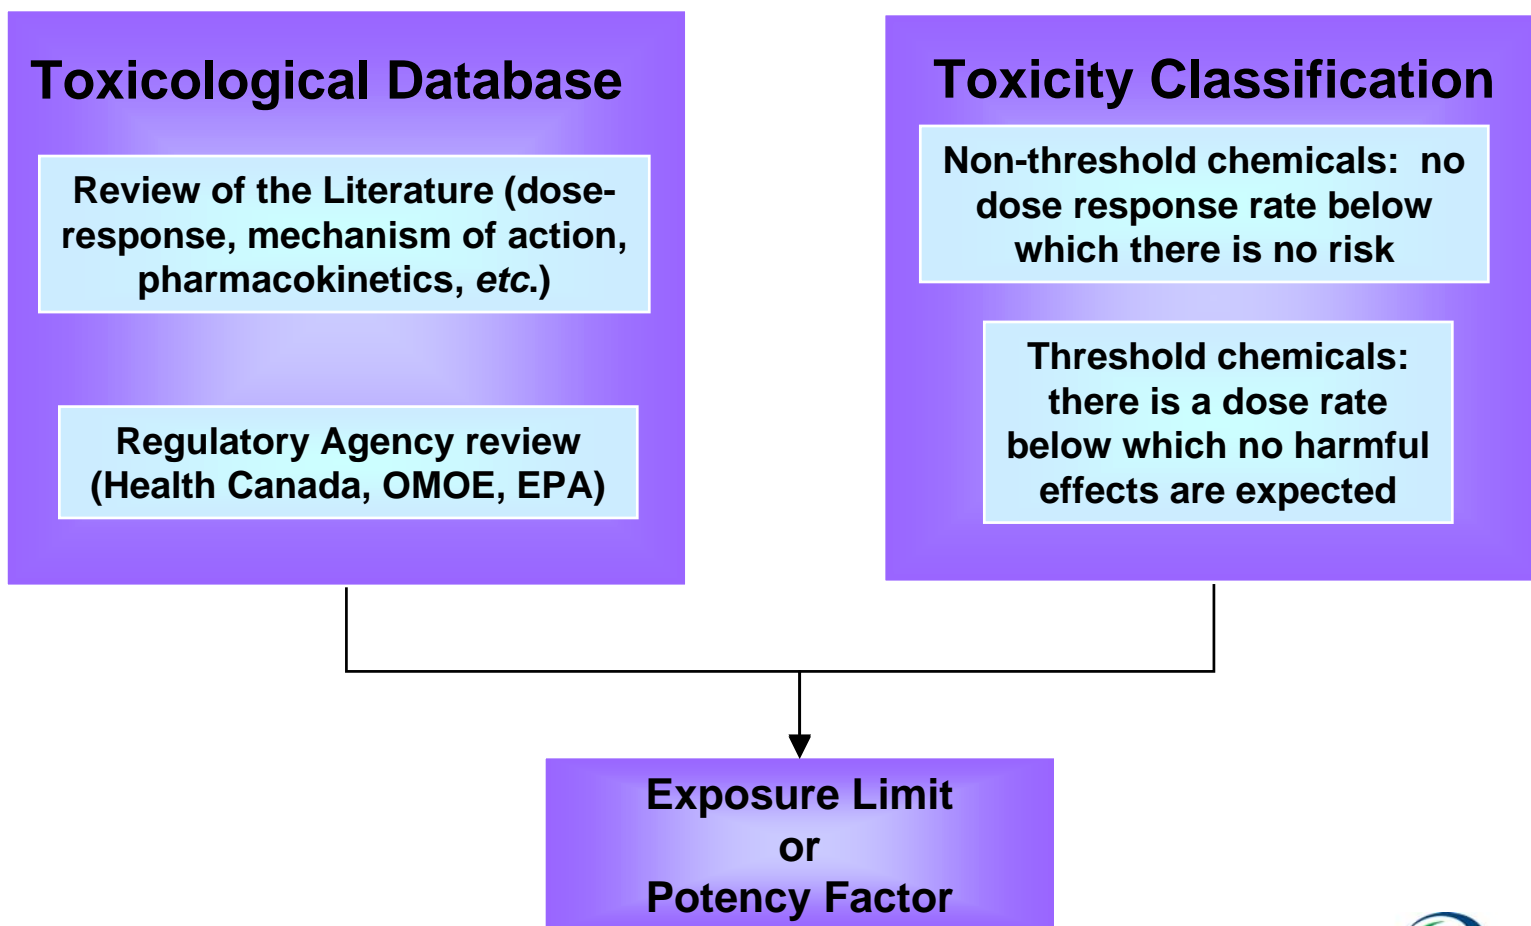 Toxicological Database
Review of the Literature (dose-
response, mechanism of action,
pharmacokinetics, etc.)
Regulatory Agency review
(Health Canada, OMOE, EPA)
Toxicity Classification
Non-threshold chemicals:  no
dose response rate below
which there is no risk
Threshold chemicals:
there is a dose rate
below which no harmful
effects are expected
Exposure Limit
or
Potency Factor